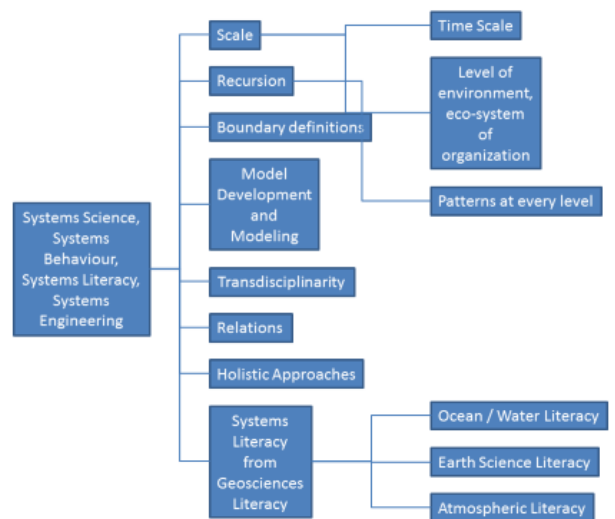 Systems Science,
Systems
Behaviour,
Systems Literacy,
Systems
Engineering
Scale
Recursion
Boundary definitions
Model
Development
and
Modeling
Transdisciplinarity
Relations
Holistic Approaches
Systems
Literacy
from
Geosciences
Literacy
Time Scale
Level of
environment,
eco-system
of
organization
Patterns at every level
Ocean / Water Literacy
Earth Science Literacy
Atmospheric Literacy